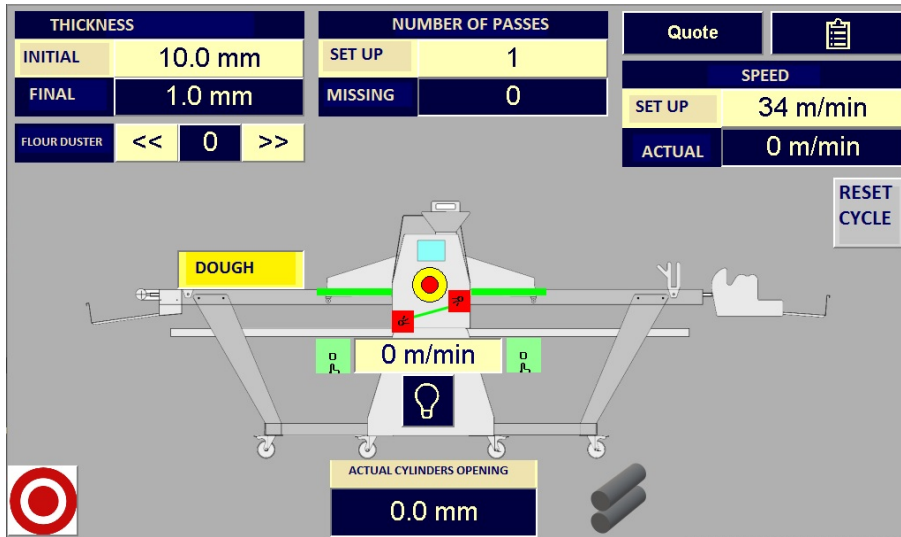 THICKNESS
INITIAL 10.0 mm
FINAL 1.0 mm
FLOUR DUSTER << 0 >>
NUMBER OF PASSES
SET UP 1
MISSING 0
Quote
SPEED
SET UP 34 m/min
ACTUAL 0 m/min
RESET
CYCLE
DOUGH
0 m/min
ACTUAL CYLINDERS OPENING
0.0 mm